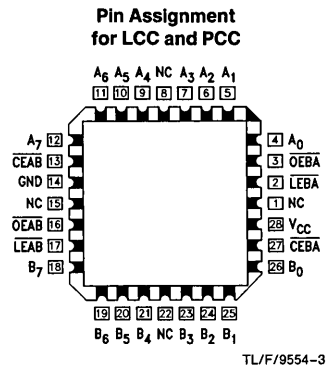 Pin Assignment
for LCC and PCC
A6 A5 A4 NC A3 A2 A1
11 10 9 8 7 6 5
A7 12
CEAB 13
GND 14
NC 15
OEAB 16
LEAB 17
B7 18
4 A0
3 OEBA
2 LEBA
1 NC
28 VCC
27 CEBA
26 B0
19 20 21 22 23 24 25
B6 B5 B4 NC B3 B2 B1
TL/F/9554-3